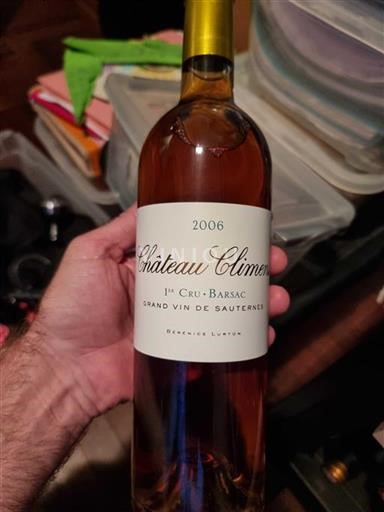 2006
Château Climen
1er Cru · Barsac
Grand Vin de Sauternes
Bérénice Lurton